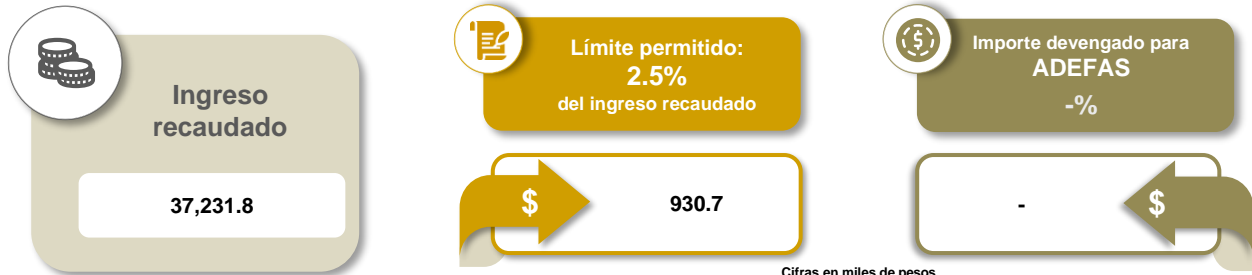 Ingreso
recaudado
37,231.8
Límite permitido:
2.5%
del ingreso recaudado
$
930.7
Importe devengado para
ADEFAS
-%
-
$
Cifras en miles de pesos